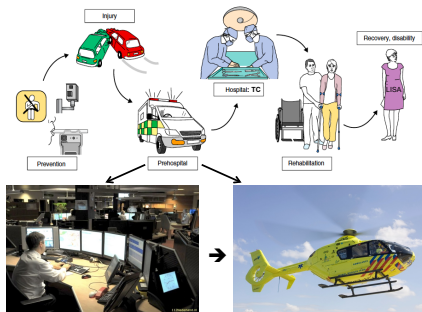 Injury
Recovery, disability
Hospital: TC
LISA
Prevention
Prehospital
Rehabilitation